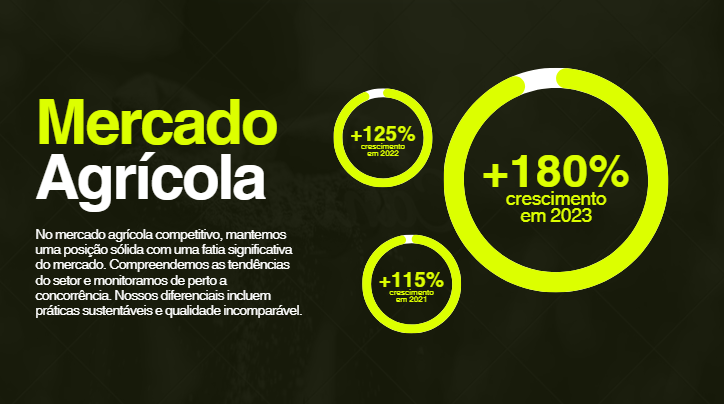 Mercado
Agrícola
No mercado agrícola competitivo, mantemos
uma posição sólida com uma fatia significativa
do mercado. Compreendemos as tendências
do setor e monitoramos de perto a
concorrência. Nossos diferenciais incluem
práticas sustentáveis e qualidade incomparável.
+125%
crescimento
em 2022
+180%
crescimento
em 2023
+115%
crescimento
em 2021